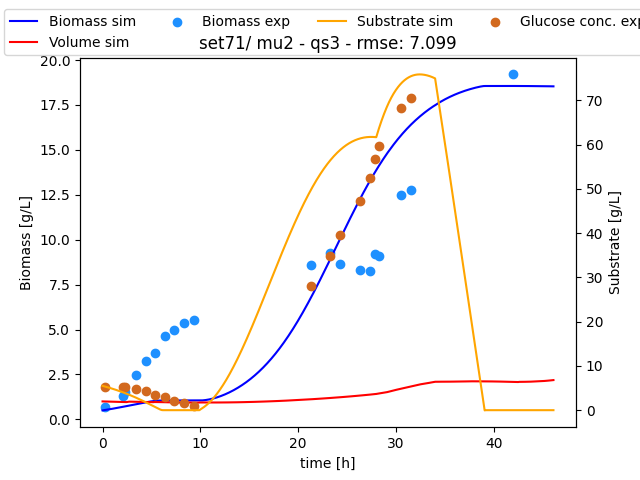 Biomass sim Biomass exp Substrate sim Glucose conc. exp
Volume sim
set71/ mu2 - qs3 - rmse: 7.099
20.0
17.5
15.0
12.5
10.0
7.5
5.0
2.5
0.0
Biomass [g/L]
70
60
50
40
30
20
10
0
Substrate [g/L]
0 10 20 30 40
time [h]